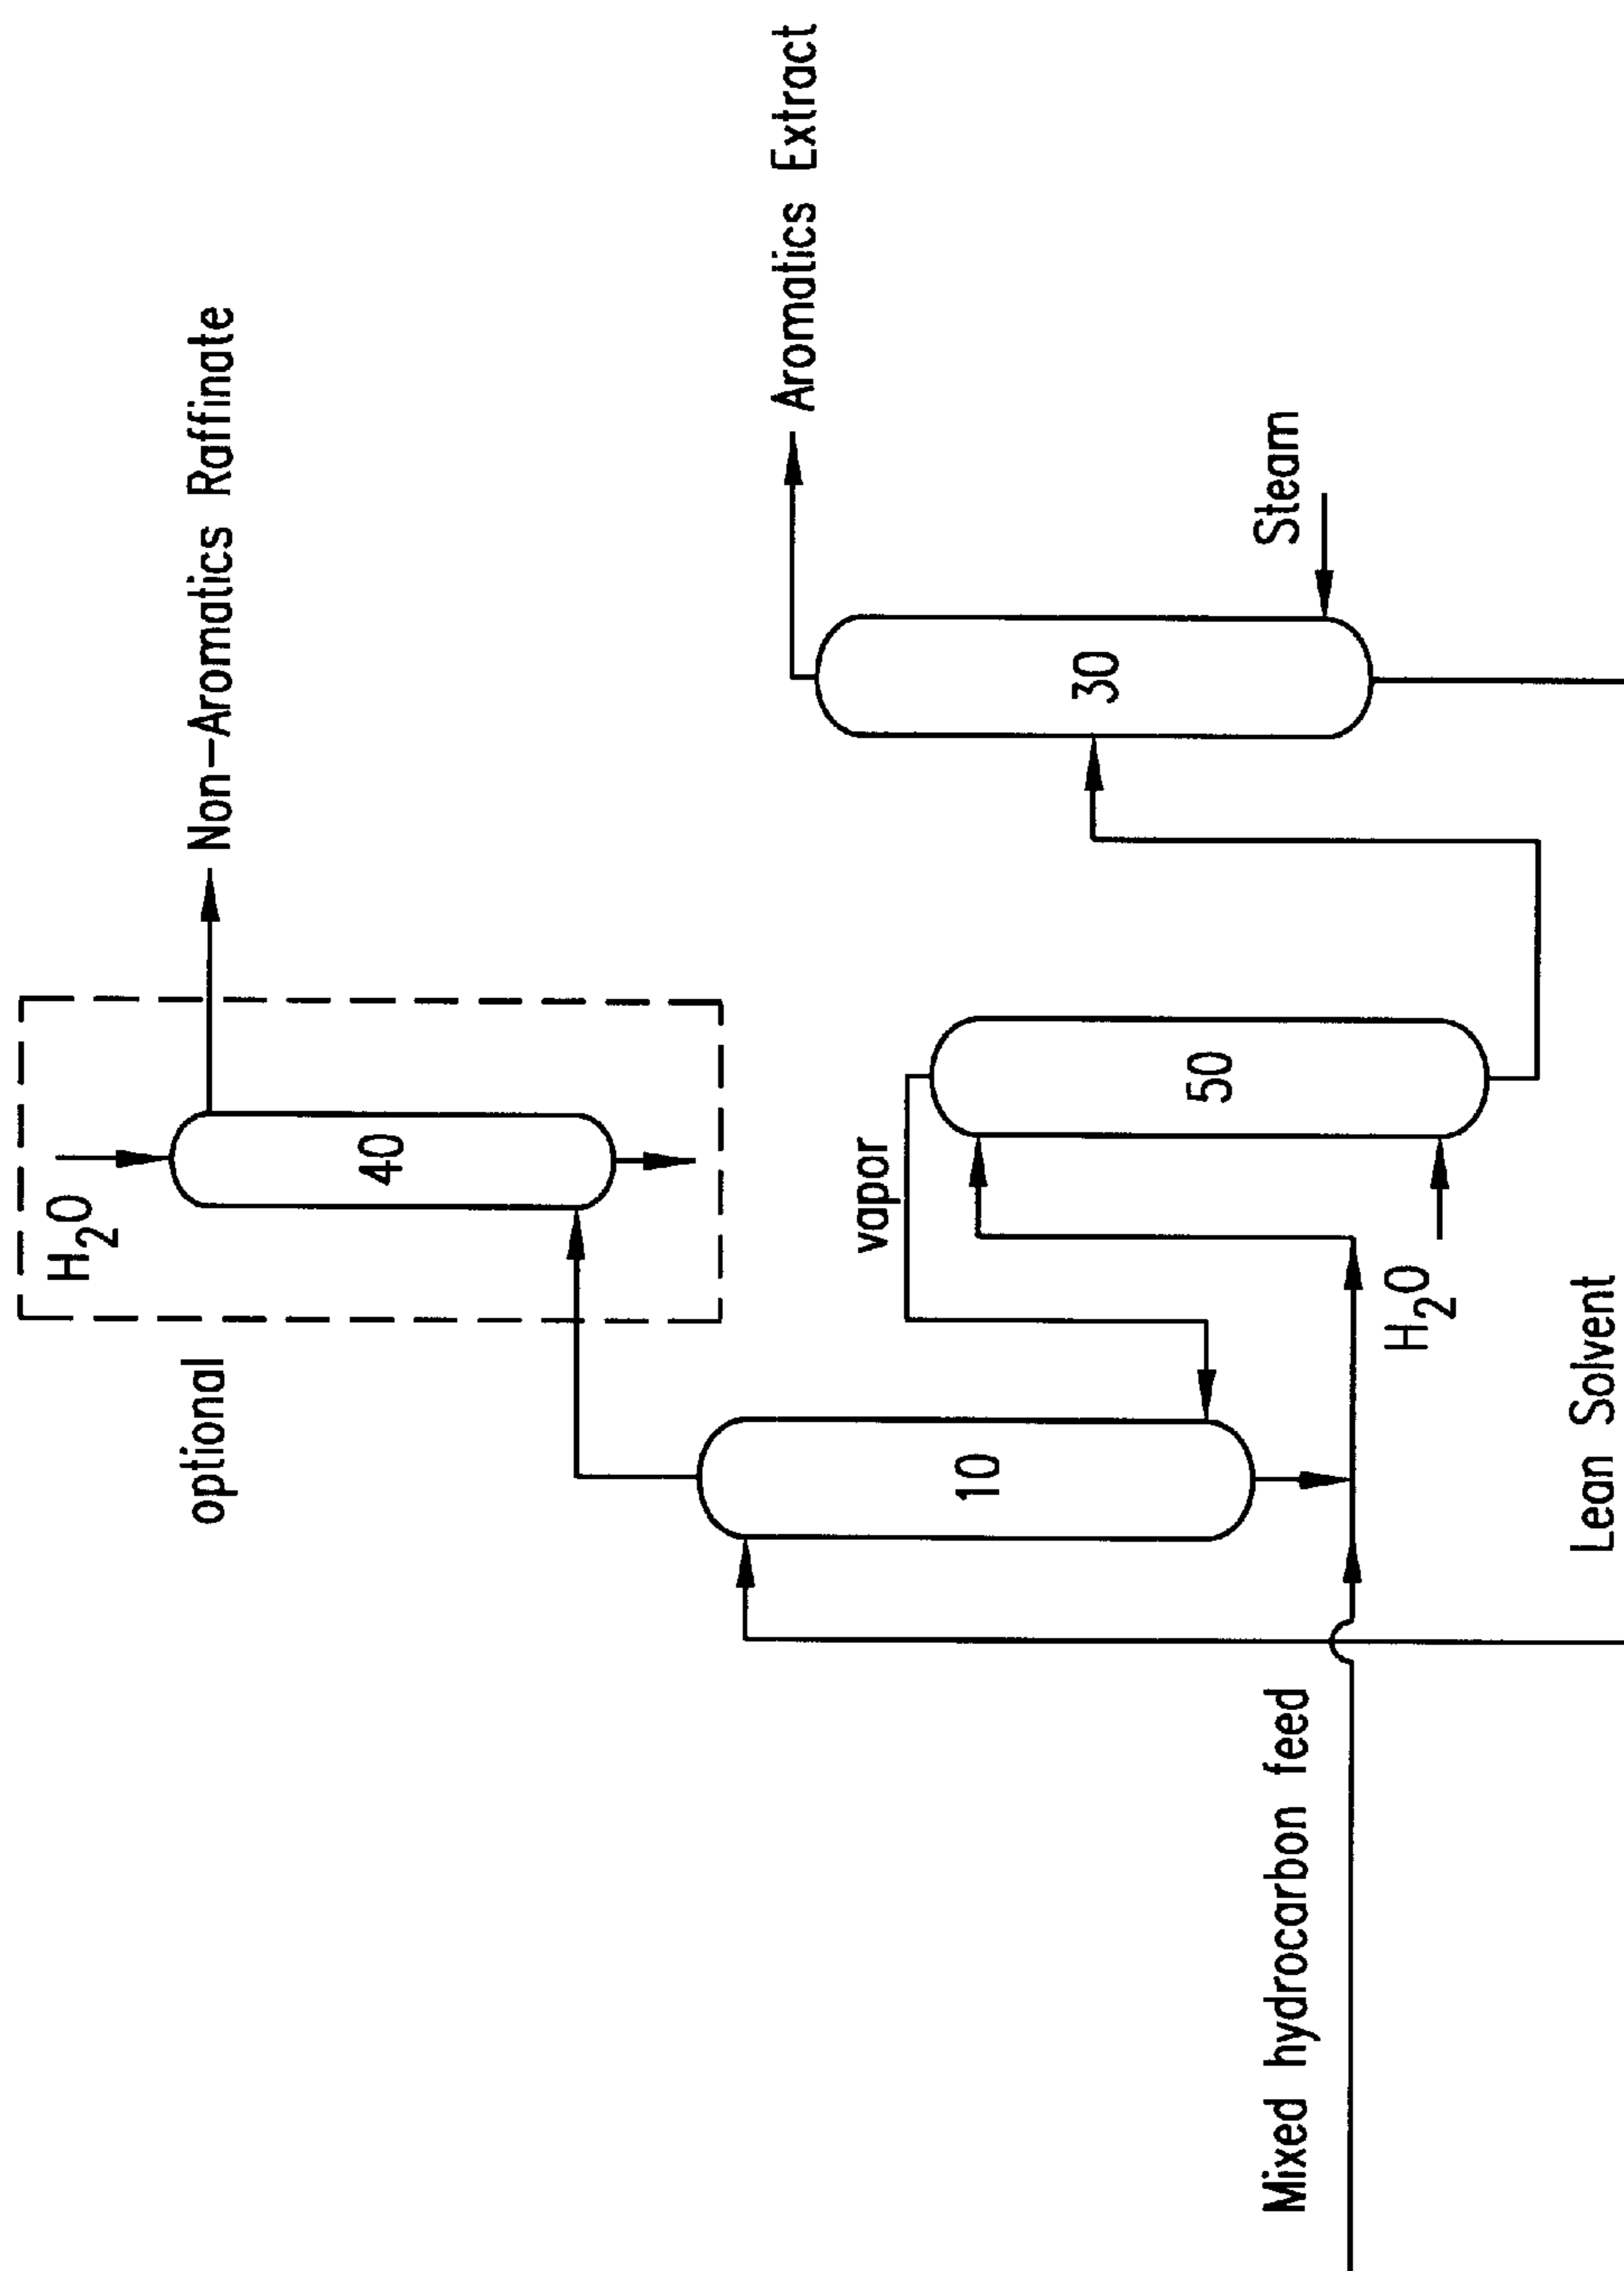 H₂O
optional
40
Non-Aromatics Raffinate
vapor
10
50
30
Aromatics Extract
Steam
Mixed hydrocarbon feed
H₂O
Lean Solvent